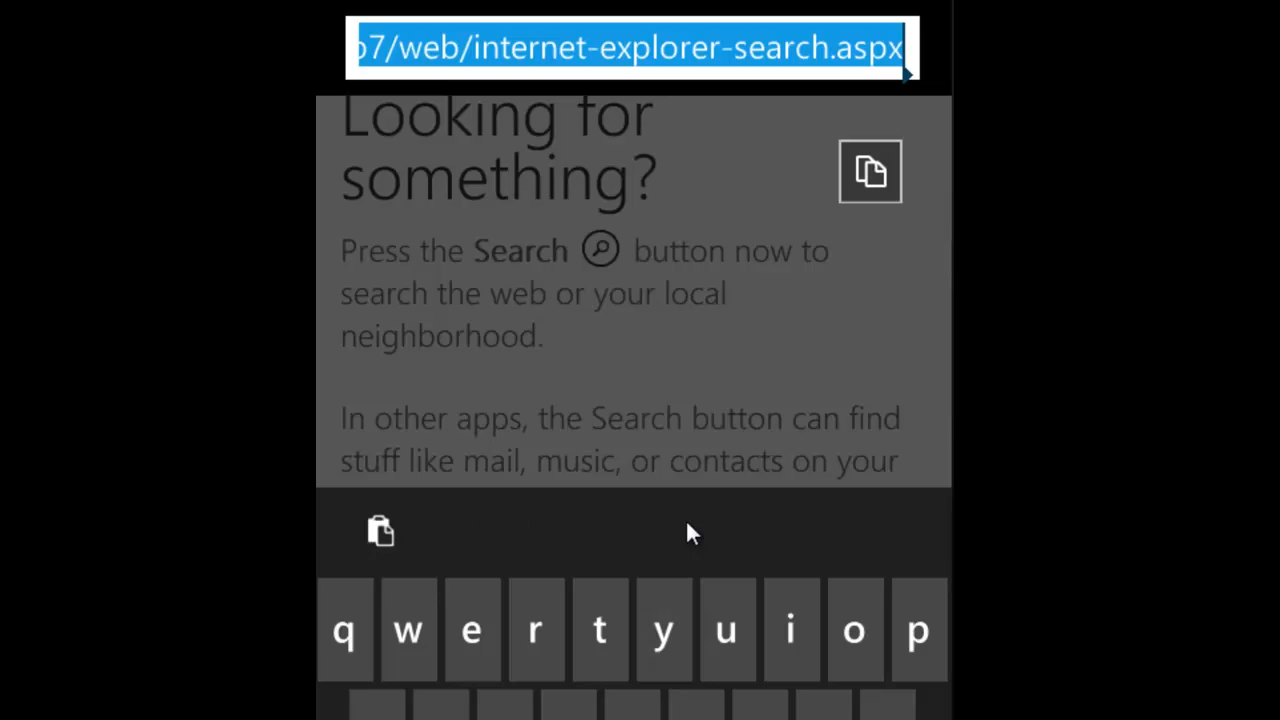 7/web/internet-explorer-search.aspx
Looking for
something?
Press the Search button now to
search the web or your local
neighborhood.
In other apps, the Search button can find
stuff like mail, music, or contacts on your
q w e r t y u i o p